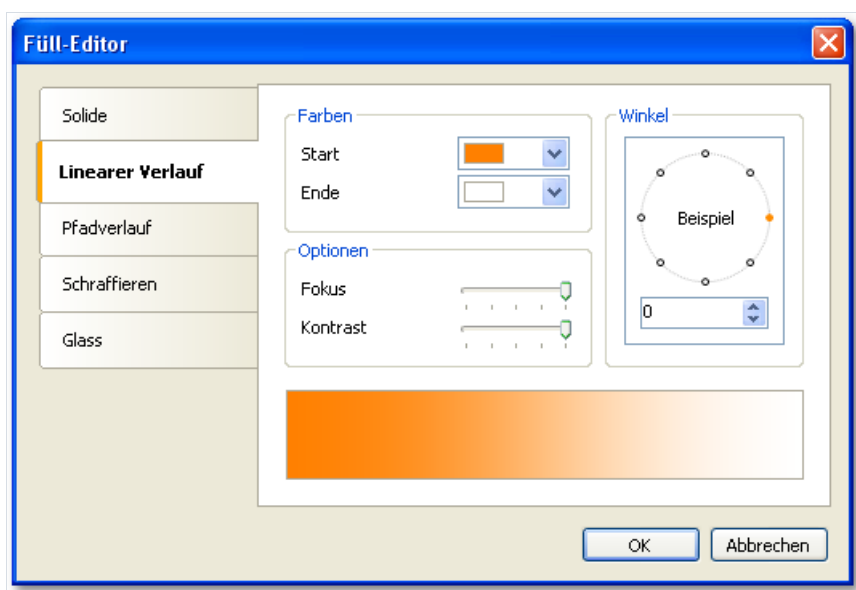 Füll-Editor
Solide
Linearer Verlauf
Pfadverlauf
Schraffieren
Glass
Farben
Start
Ende
Optionen
Fokus
Kontrast
Winkel
Beispiel
0
OK
Abbrechen